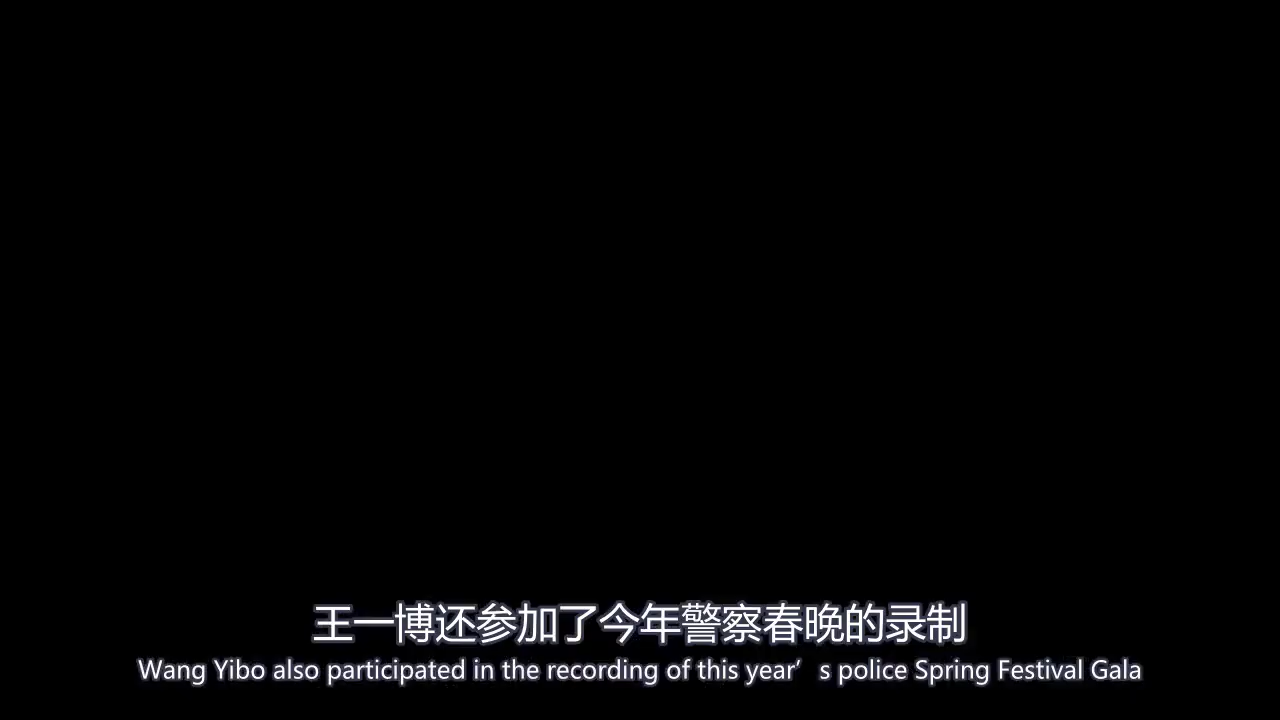 王一博还参加了今年警察春晚的录制
Wang Yibo also participated in the recording of this year’s police Spring Festival Gala